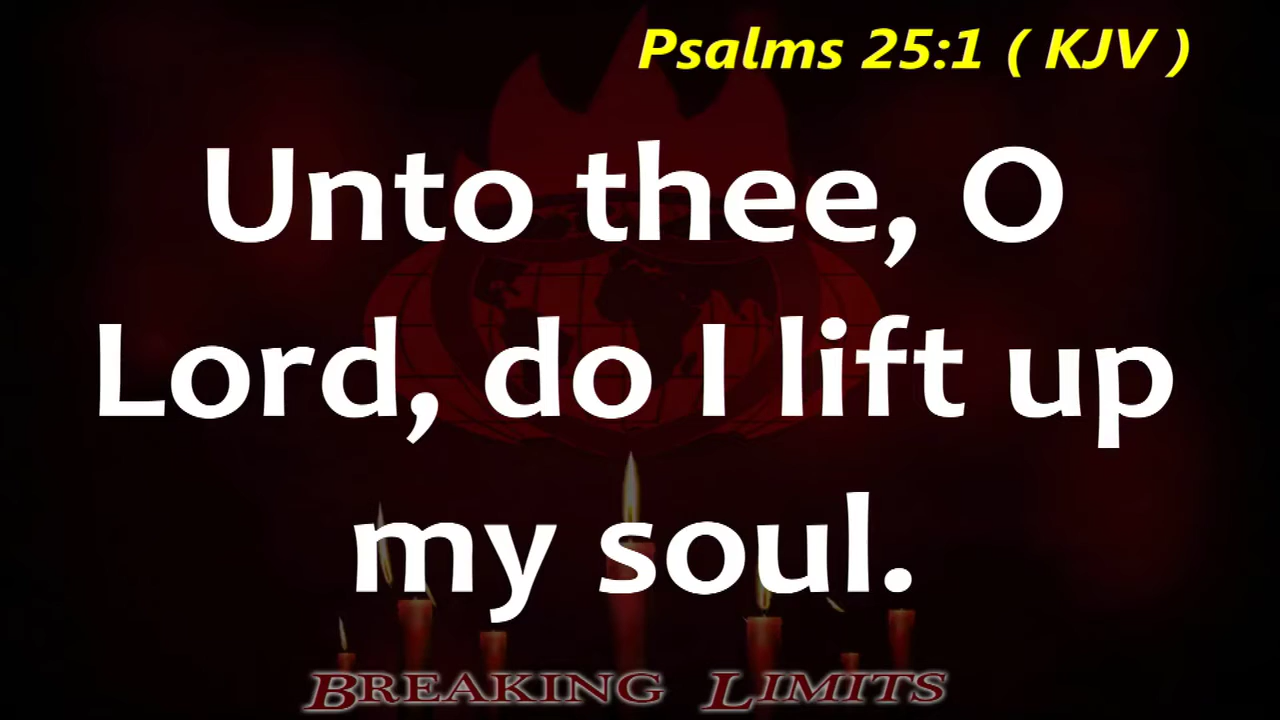 Psalms 25:1 ( KJV )
Unto thee, O
Lord, do I lift up
my soul.
BREAKING LIMITS